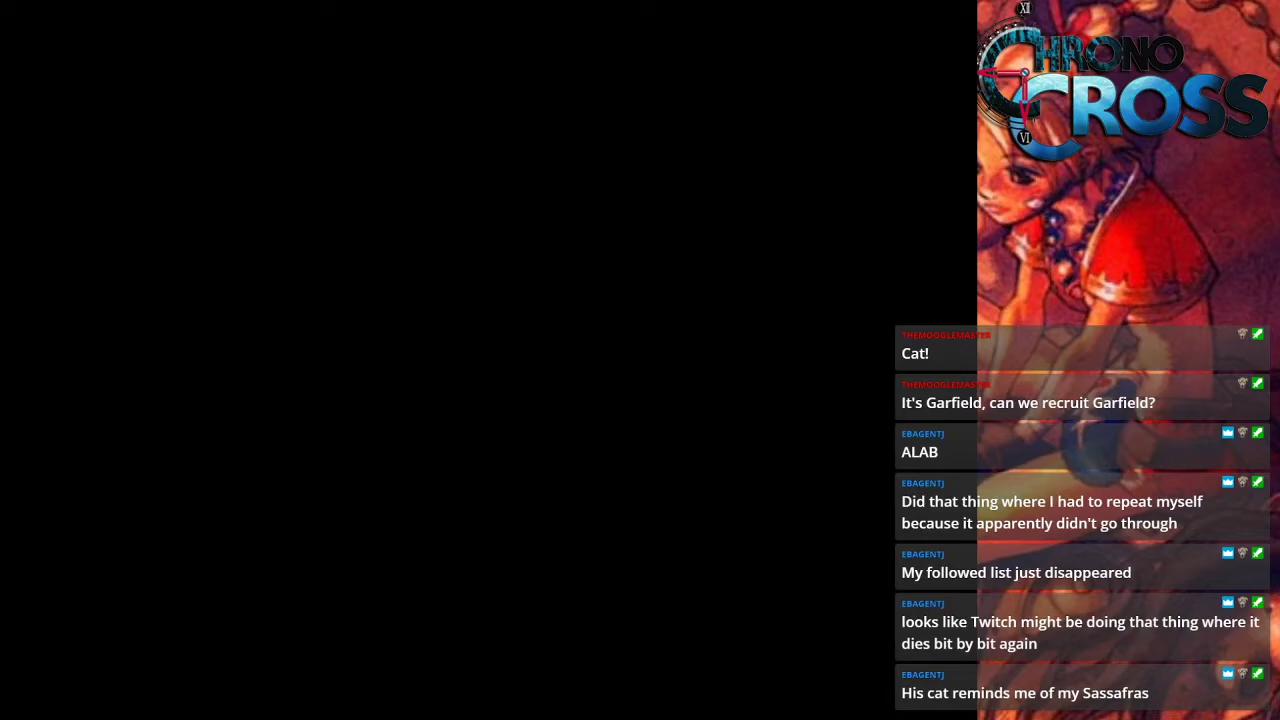 XII
CHRONO
CROSS
VI
THEMOOGLEMASTER
Cat!
THEMOOGLEMASTER
It's Garfield, can we recruit Garfield?
EBAGENTJ
ALAB
EBAGENTJ
Did that thing where I had to repeat myself
because it apparently didn't go through
EBAGENTJ
My followed list just disappeared
EBAGENTJ
looks like Twitch might be doing that thing where it
dies bit by bit again
EBAGENTJ
His cat reminds me of my Sassafras